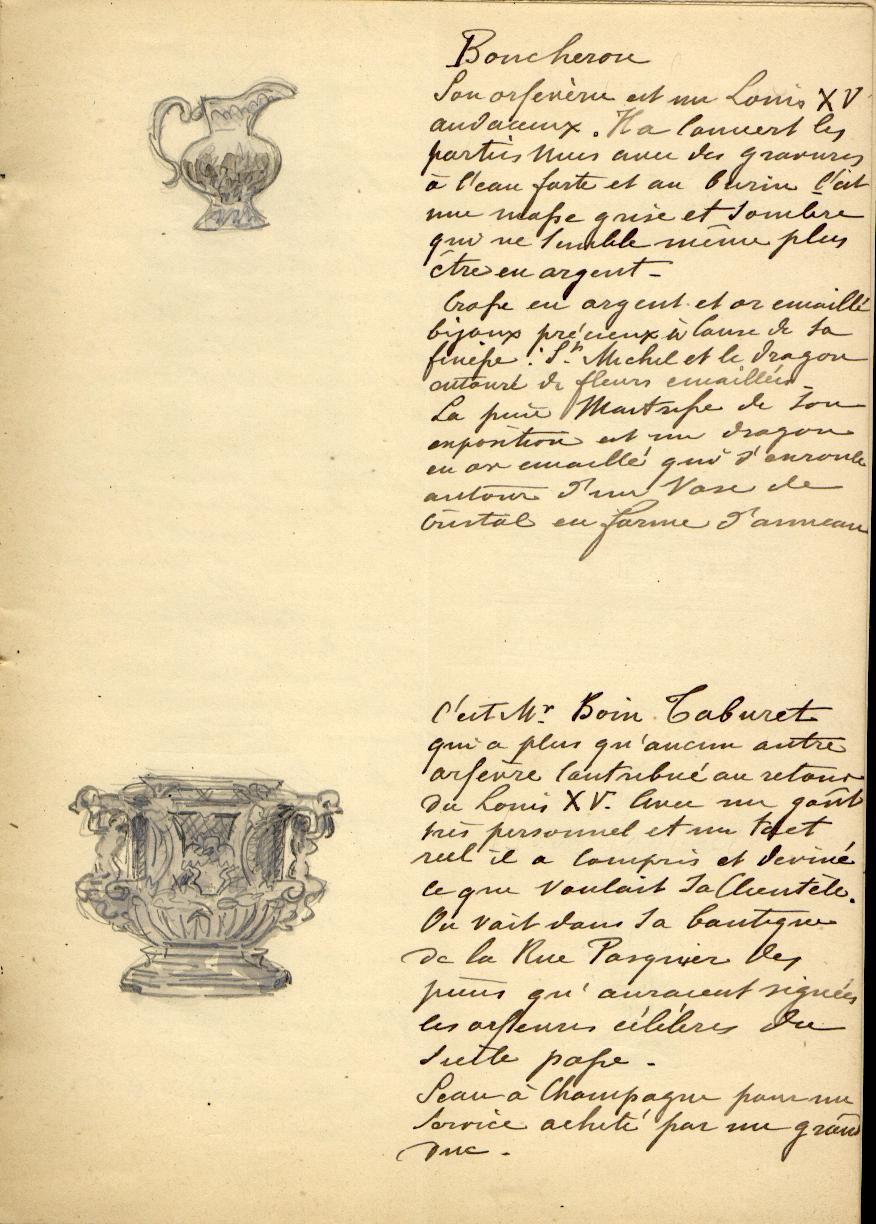 Boucheron
Son orfèvrerie est un Louis XV
audacieux. Il a couvert les
parties nues avec des gravures
à l'eau forte et au burin c'est
une masse grise et sombre
qui ne semble même plus
être en argent -
Coupe en argent et or emaillé
bijoux précieux à cause de sa
finesse : St. Michel et le dragon
entouré de fleurs emaillées -
La pièce Maitresse de son
exposition est un dragon
en or emaillé qui s'enroule
autour d'un Vase de
Cristal en forme d'anneau
C'est Mr Boin Taburet
qui a plus qu'aucun autre
orfèvre contribué au retour
du Louis XV. Avec un goût
très personnel et un tact
reel il a compris et deviné
ce que voulait sa Clientèle.
On voit dans sa boutique
de la Rue Pasquier des
pièces qu'auraient signées
les orfèvres célèbres du
siècle passé -
Seau à Champagne pour un
service acheté par un grand
duc -